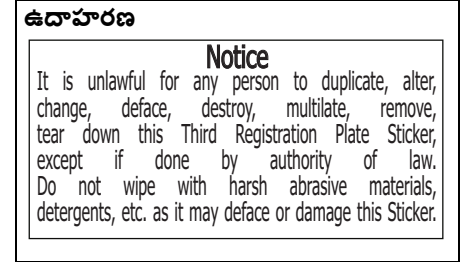 ఉదాహరణ
Notice
It is unlawful for any person to duplicate, alter,
change, deface, destroy, multilate, remove,
tear down this Third Registration Plate Sticker,
except if done by authority of law.
Do not wipe with harsh abrasive materials,
detergents, etc. as it may deface or damage this Sticker.